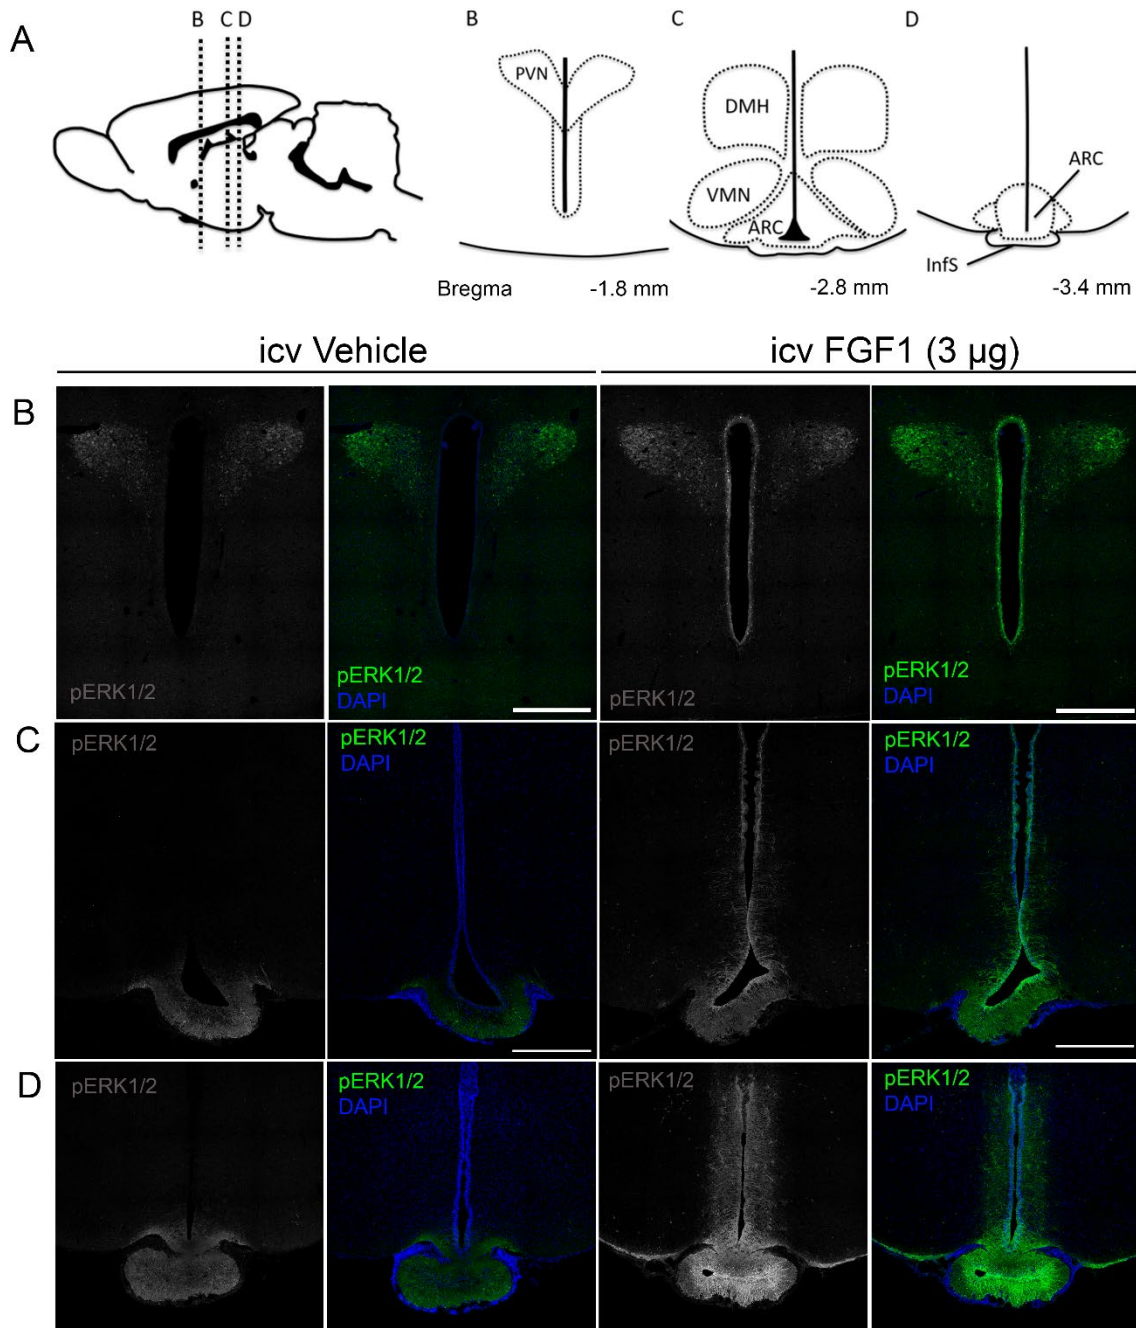 A
B C D
B
PVN
Bregma -1.8 mm
C
DMH
VMN
ARC
-2.8 mm
D
ARC
InfS
-3.4 mm
icv Vehicle
icv FGF1 (3 µg)
B
pERK1/2
pERK1/2
DAPI
pERK1/2
pERK1/2
DAPI
C
pERK1/2
pERK1/2
DAPI
pERK1/2
pERK1/2
DAPI
D
pERK1/2
pERK1/2
DAPI
pERK1/2
pERK1/2
DAPI